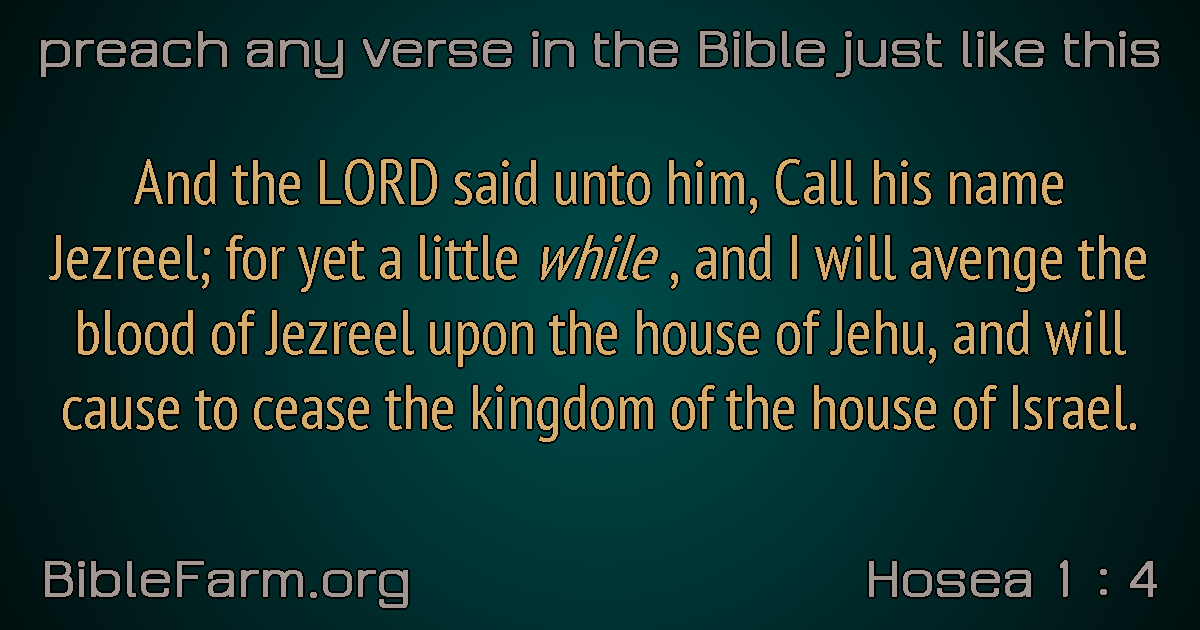 preach any verse in the Bible just like this
And the LORD said unto him, Call his name
Jezreel; for yet a little while , and I will avenge the
blood of Jezreel upon the house of Jehu, and will
cause to cease the kingdom of the house of Israel.
BibleFarm.org
Hosea 1 : 4